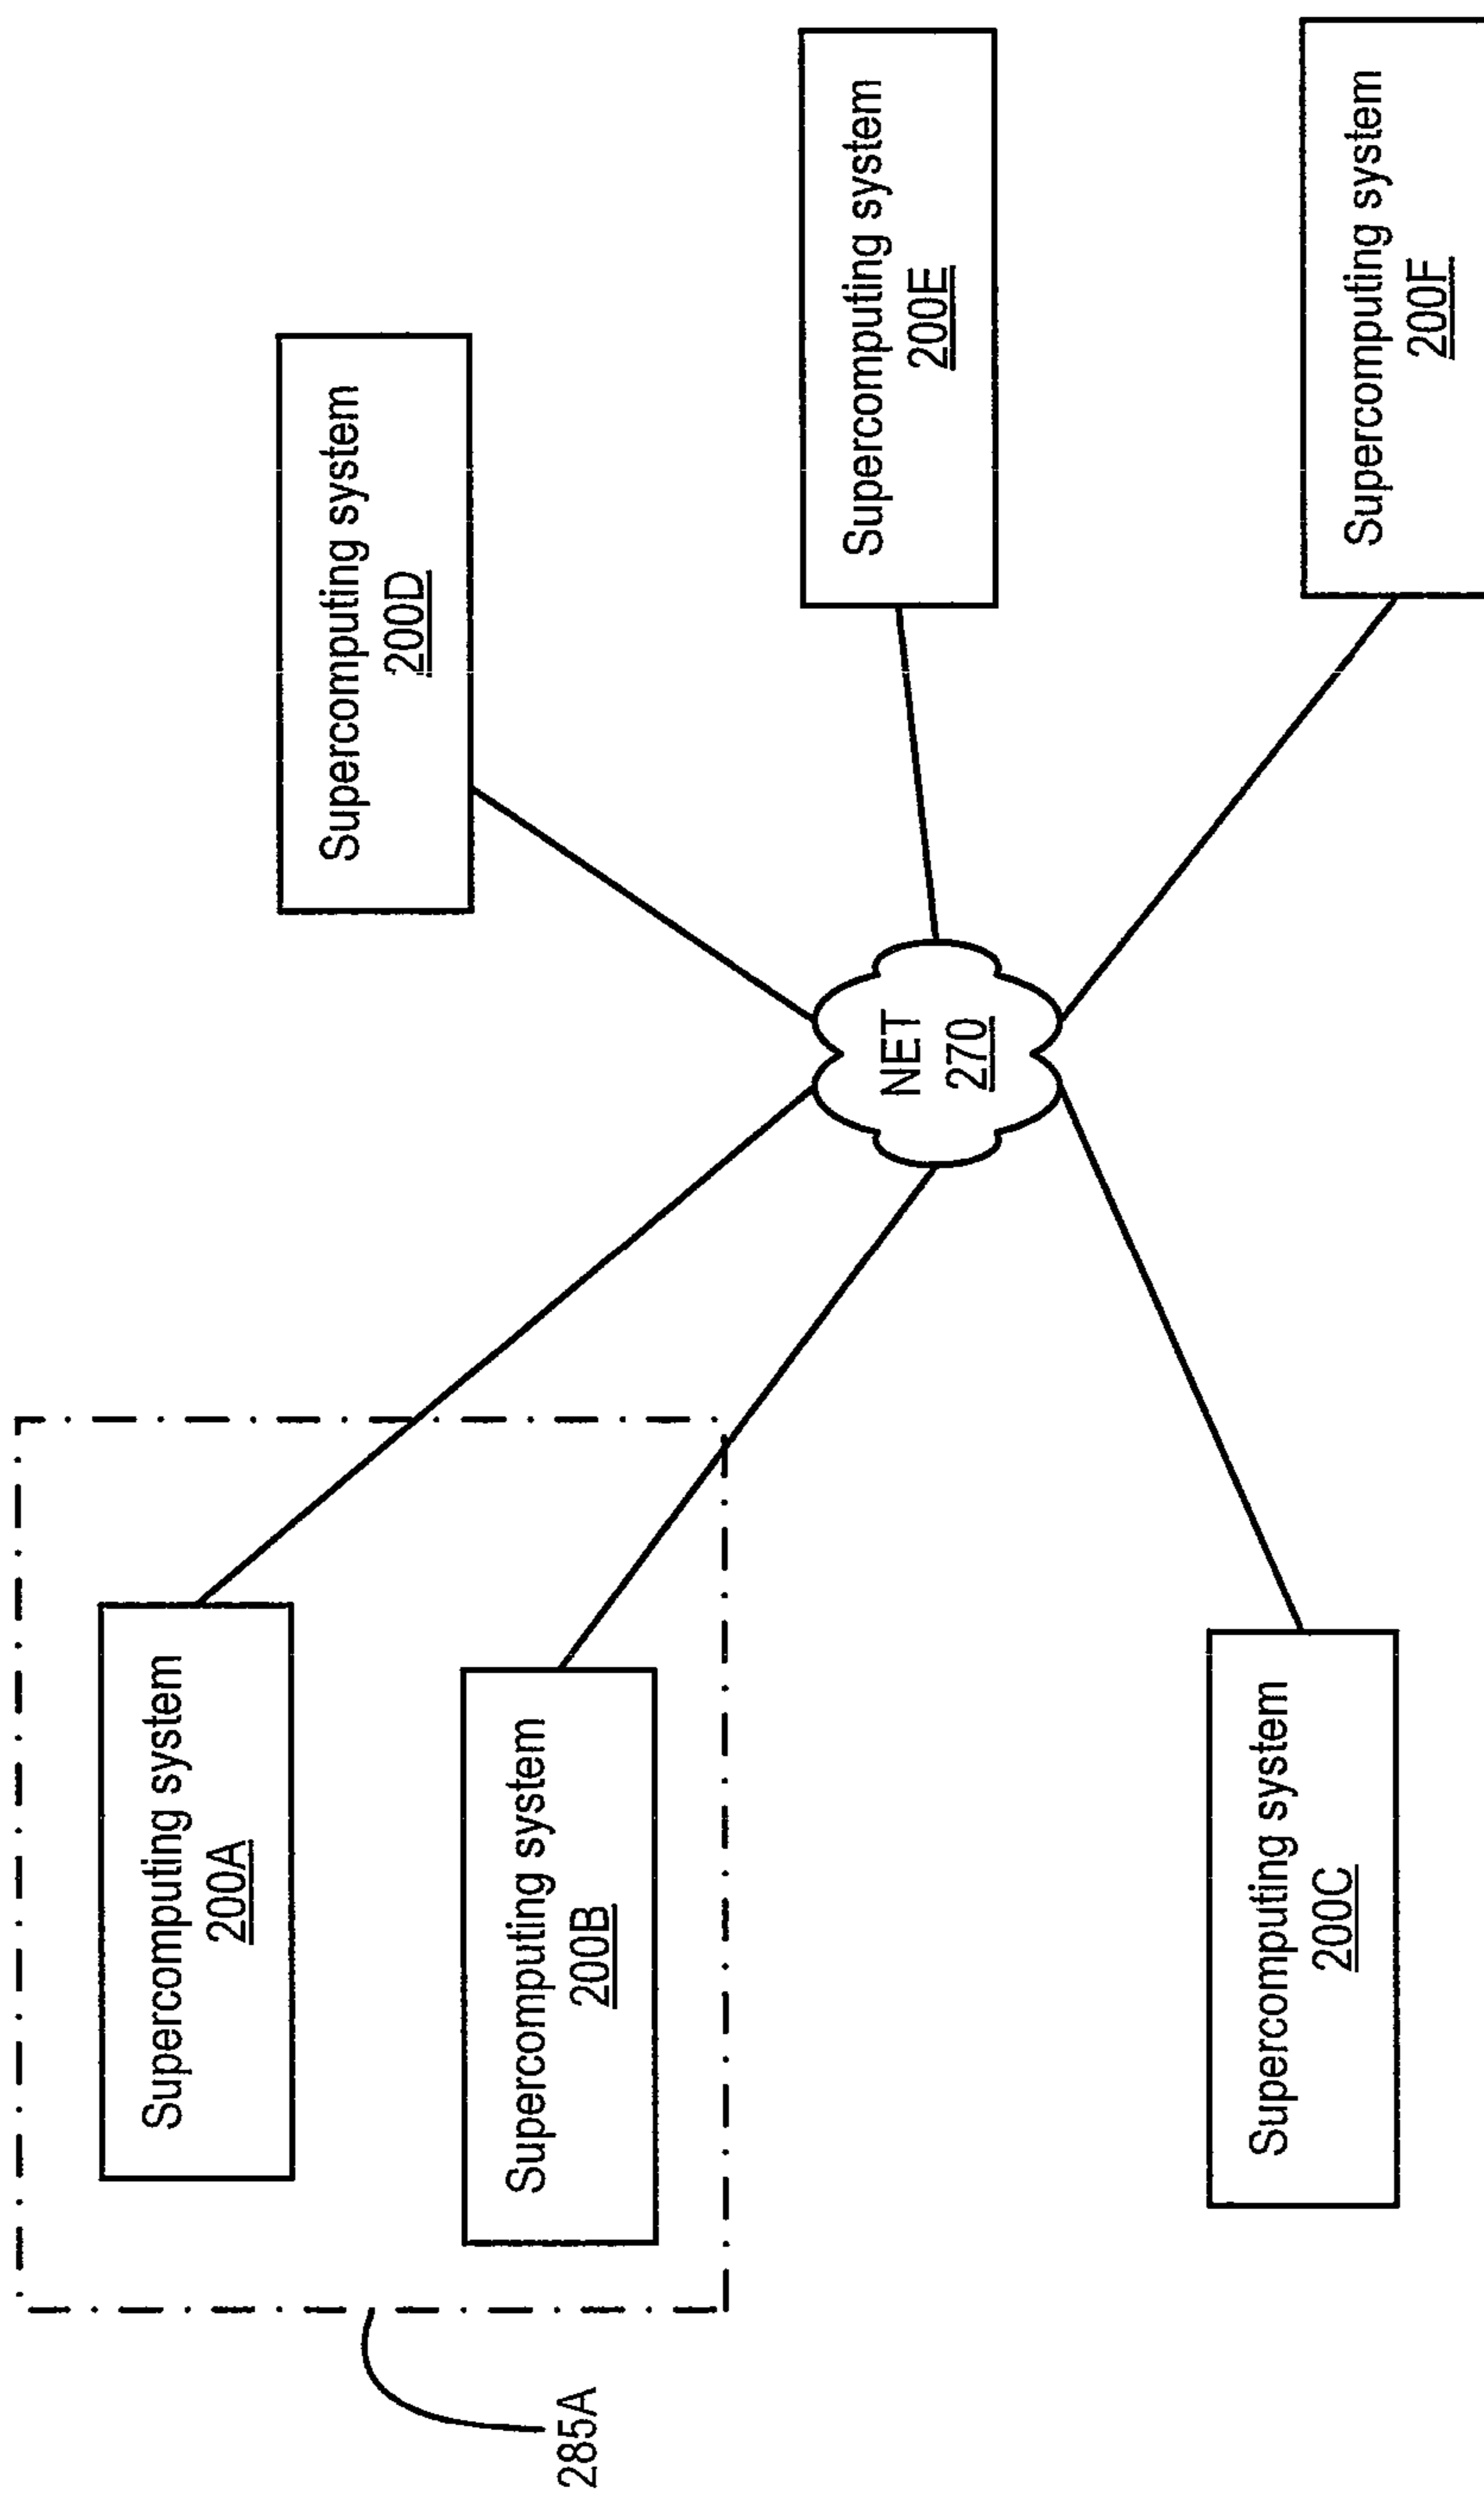 Supercomputing system
200A
Supercomputing system
200B
285A
Supercomputing system
200D
NET
270
Supercomputing system
200E
Supercomputing system
200C
Supercomputing system
200F